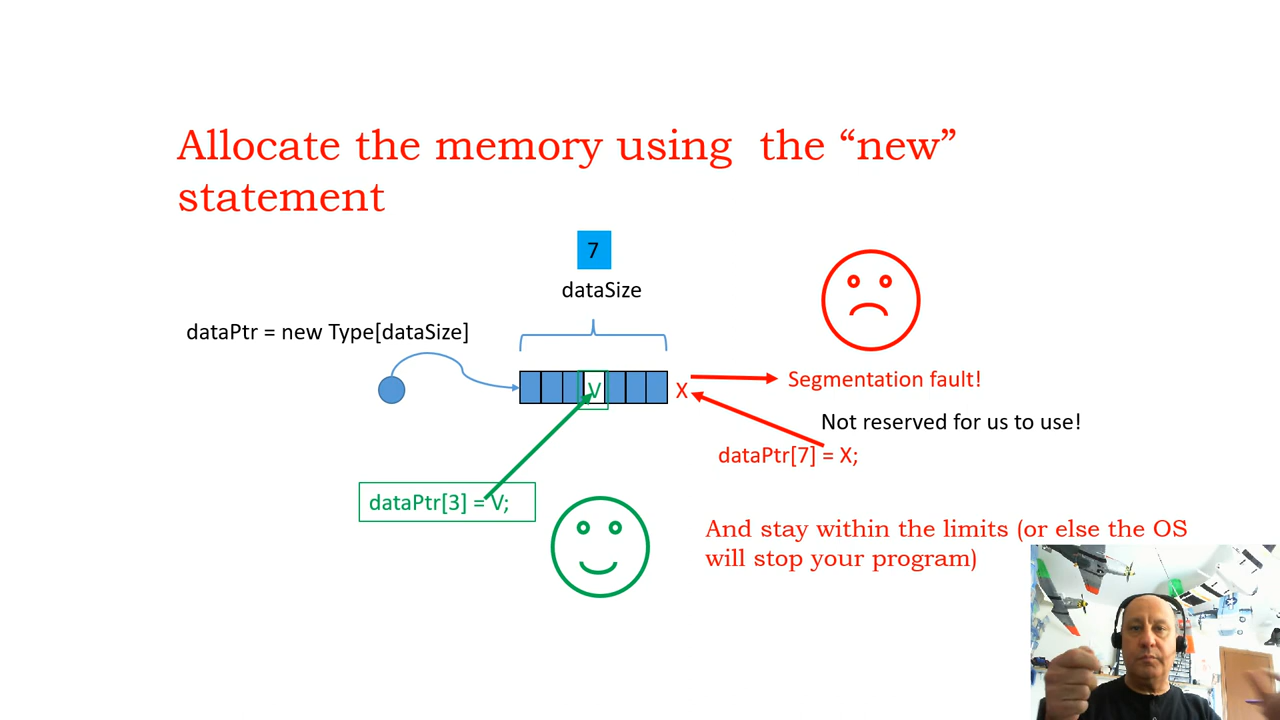 Allocate the memory using  the “new”
statement
7
dataSize
dataPtr = new Type[dataSize]
V
X
Segmentation fault!
Not reserved for us to use!
dataPtr[7] = X;
dataPtr[3] = V;
And stay within the limits (or else the OS
will stop your program)